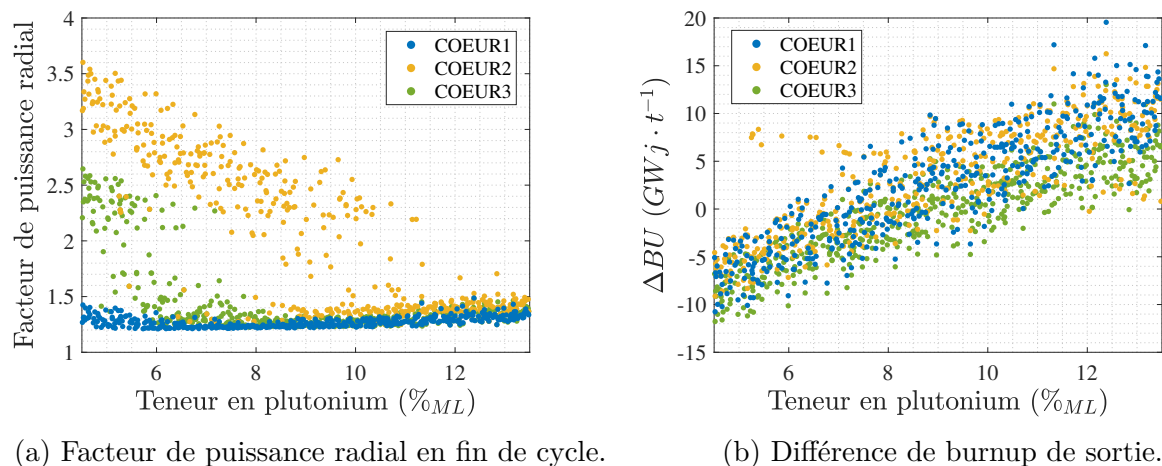 4
3.5
3
2.5
2
1.5
1
Facteur de puissance radial
COEUR1
COEUR2
COEUR3
6 8 10 12
Teneur en plutonium (%ML)
(a) Facteur de puissance radial en fin de cycle.
20
15
10
5
0
-5
-10
-15
ΔBU (GWj · t⁻¹)
COEUR1
COEUR2
COEUR3
6 8 10 12
Teneur en plutonium (%ML)
(b) Différence de burnup de sortie.